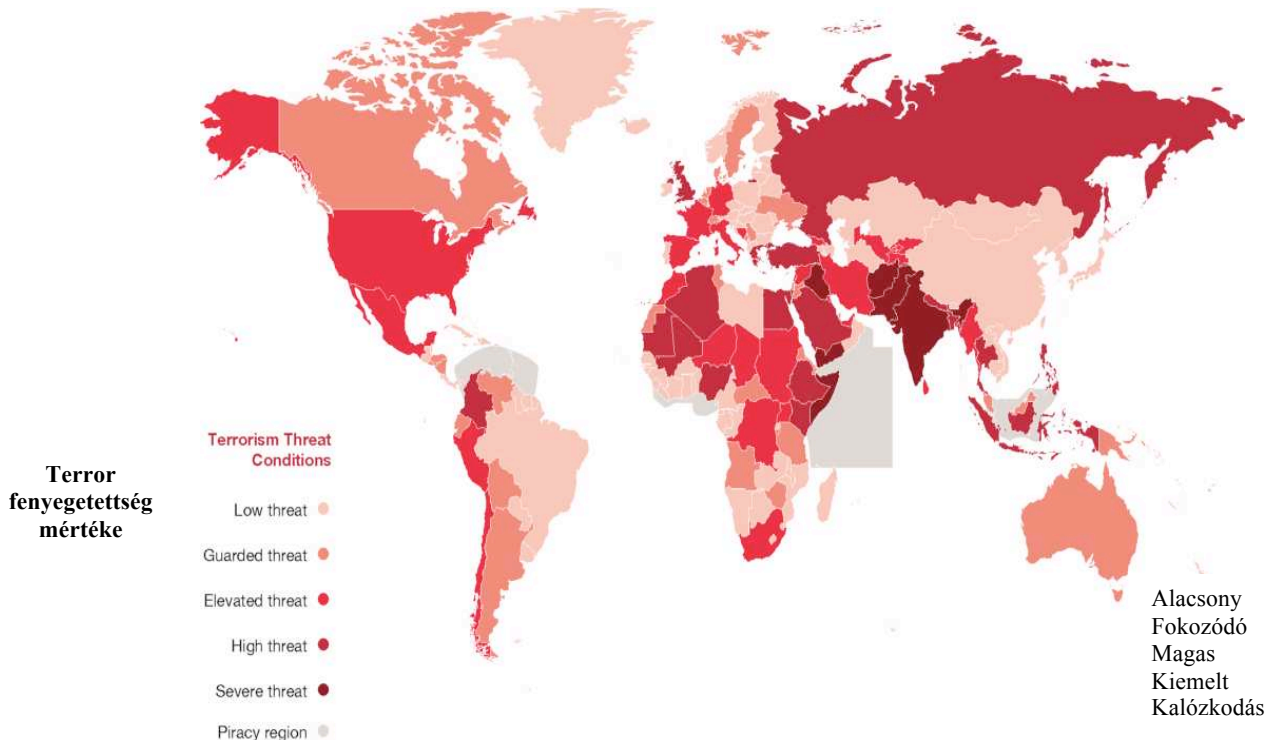 Terrorism Threat
Conditions
Terror
fenyegetettség
mértéke
Low threat
Guarded threat
Elevated threat
High threat
Severe threat
Piracy region
Alacsony
Fokozódó
Magas
Kiemelt
Kalózkodás